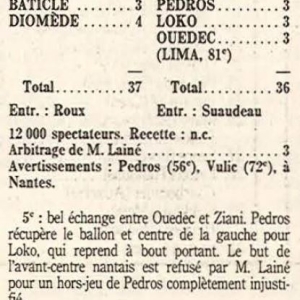 BATICLE 3 PEDROS 3
DIOMÈDE 4 LOKO 3
OUEDEC 3
(LIMA, 81e)
Total 37 Total 36
Entr. : Roux Entr. : Suaudeau
12 000 spectateurs. Recette : n.c.
Arbitrage de M. Lainé 3
Avertissements : Pedros (56e), Vulic (72e), à
Nantes.
5e : bel échange entre Ouedec et Ziani. Pedros
récupère le ballon et centre de la gauche pour
Loko, qui reprend à bout portant. Le but de
l'avant-centre nantais est refusé par M. Lainé
pour un hors-jeu de Pedros complètement injusti-
fié.